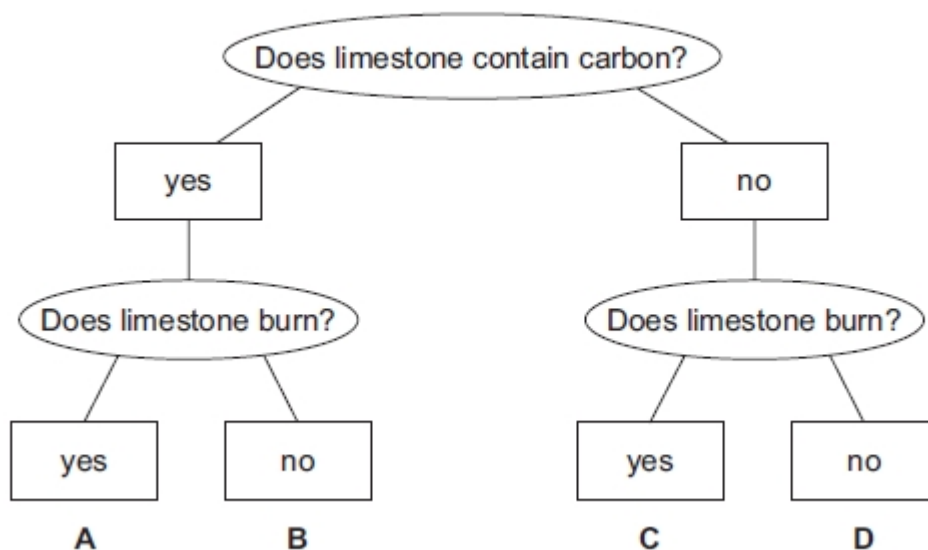 Does limestone contain carbon?
yes
no
Does limestone burn?
Does limestone burn?
yes
no
yes
no
A
B
C
D